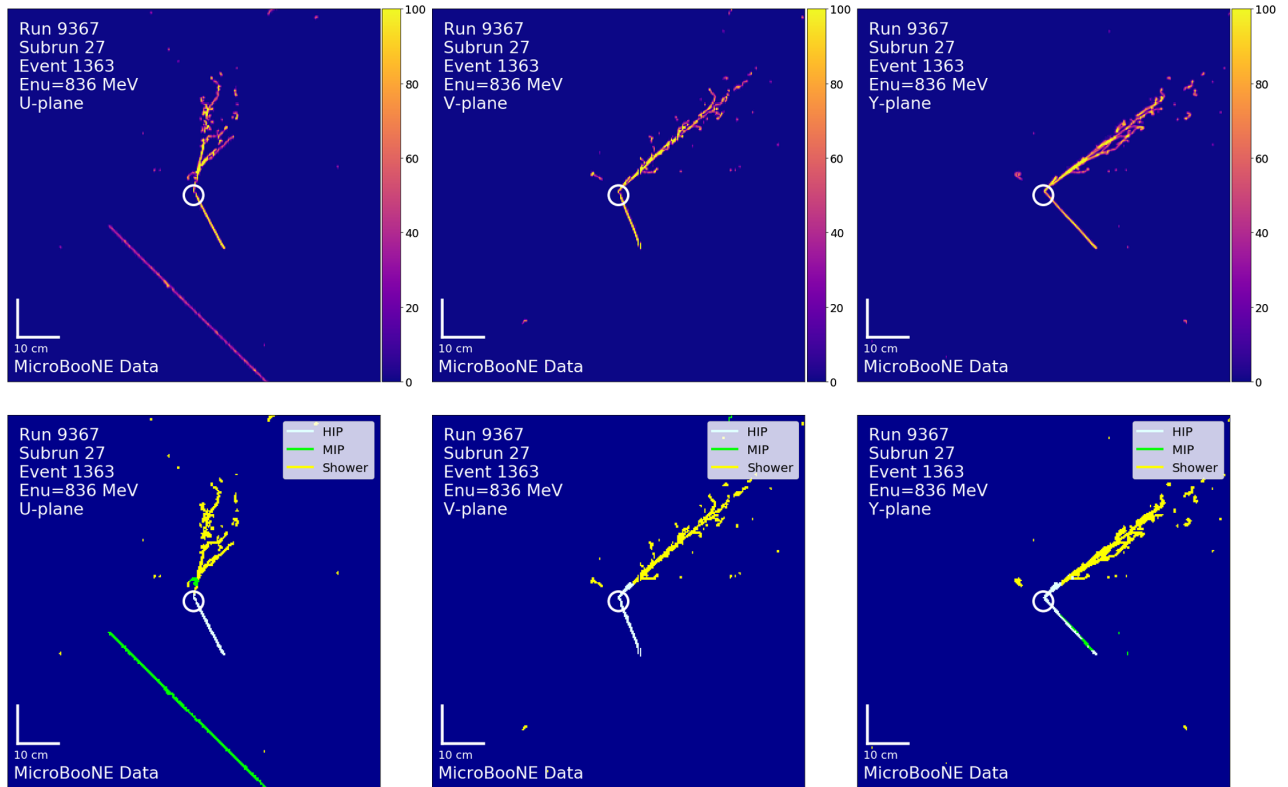 Run 9367
Subrun 27
Event 1363
Enu=836 MeV
U-plane
10 cm
MicroBooNE Data
100
80
60
40
20
0
Run 9367
Subrun 27
Event 1363
Enu=836 MeV
V-plane
10 cm
MicroBooNE Data
100
80
60
40
20
0
Run 9367
Subrun 27
Event 1363
Enu=836 MeV
Y-plane
10 cm
MicroBooNE Data
100
80
60
40
20
0
Run 9367
Subrun 27
Event 1363
Enu=836 MeV
U-plane
HIP
MIP
Shower
10 cm
MicroBooNE Data
Run 9367
Subrun 27
Event 1363
Enu=836 MeV
V-plane
HIP
MIP
Shower
10 cm
MicroBooNE Data
Run 9367
Subrun 27
Event 1363
Enu=836 MeV
Y-plane
HIP
MIP
Shower
10 cm
MicroBooNE Data